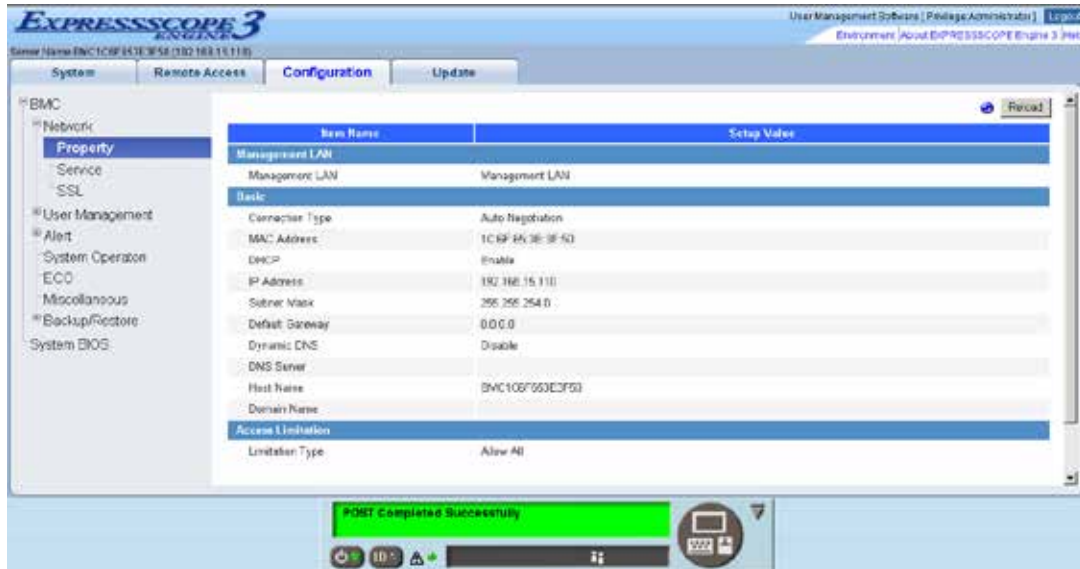 EXPRESSSCOPE ENGINE 3
User:Management Software [ Privilege:Administrator ] Logout
Environment |About EXPRESSSCOPE Engine 3 |Help
System Remote Access Configuration Update
BMC
Network
Property
Service
SSL
User Management
Alert
System Operation
ECO
Miscellaneous
Backup/Restore
System BIOS
Reload
Item Name Setup Value
Management LAN
Management LAN Management LAN
Basic
Connection Type Auto Negotiation
MAC Address
DHCP Enable
IP Address 192.168.15.110
Subnet Mask 255.255.254.0
Default Gateway 0.0.0.0
Dynamic DNS Disable
DNS Server
Host Name
Domain Name
Access Limitation
Limitation Type Allow All
POST Completed Successfully
ID